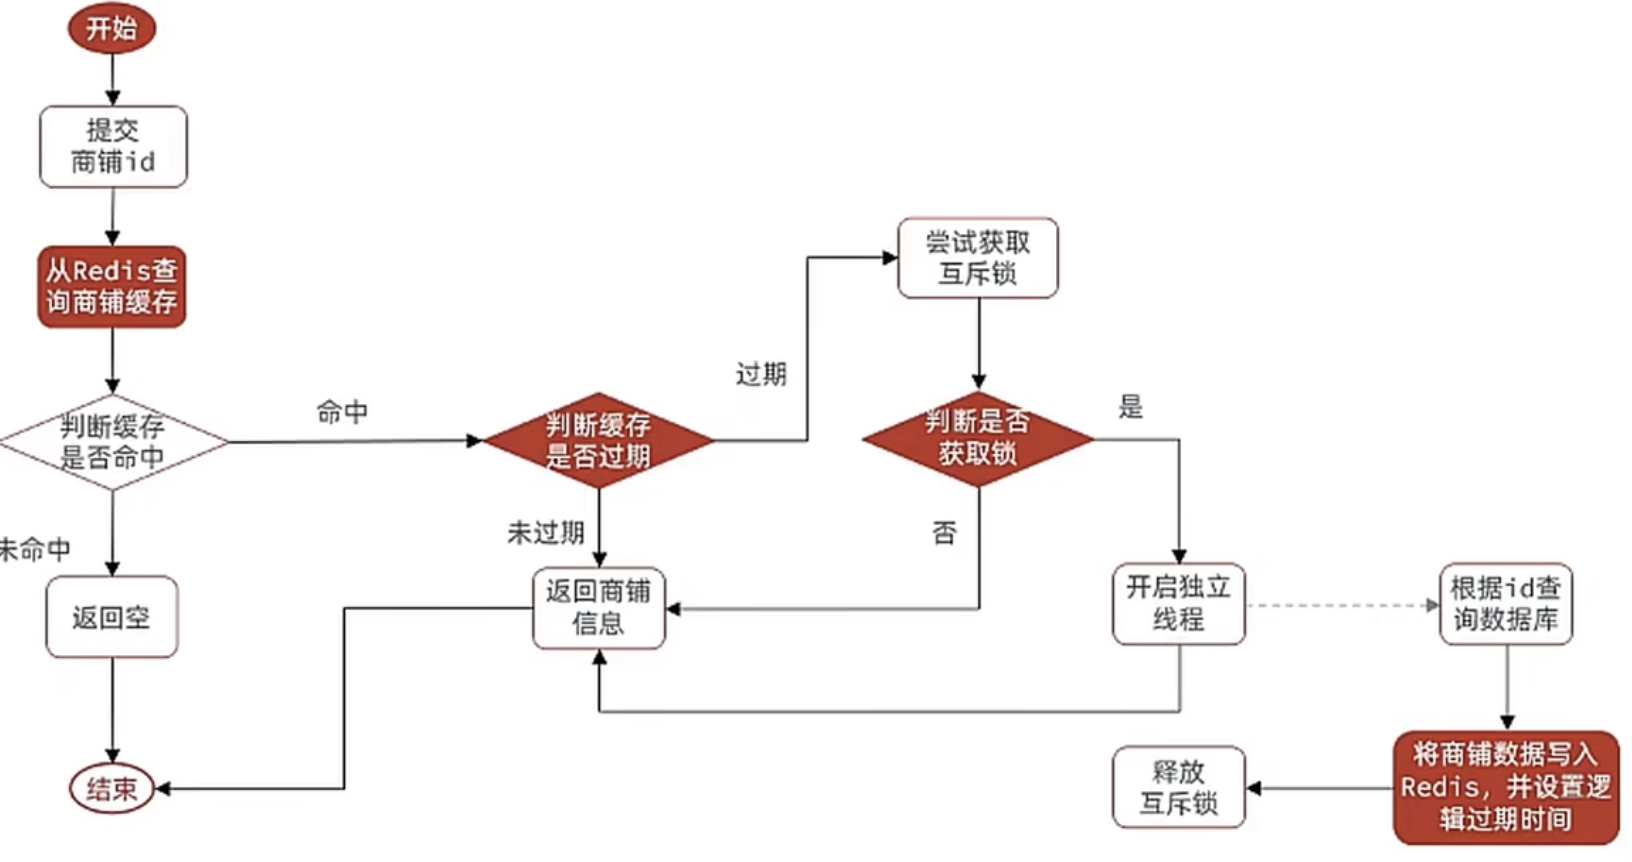 开始
提交
商铺id
从Redis查
询商铺缓存
判断缓存
是否命中
未命中
返回空
结束
命中
判断缓存
是否过期
未过期
返回商铺
信息
过期
尝试获取
互斥锁
判断是否
获取锁
否
是
开启独立
线程
根据id查
询数据库
将商铺数据写入
Redis，并设置逻
辑过期时间
释放
互斥锁